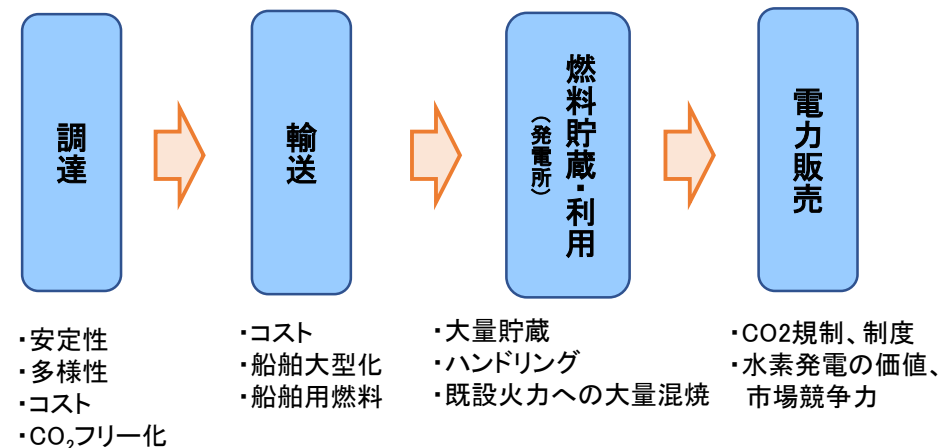 調達
輸送
燃料貯蔵・利用
（発電所）
電力販売
・安定性
・多様性
・コスト
・CO₂フリー化
・コスト
・船舶大型化
・船舶用燃料
・大量貯蔵
・ハンドリング
・既設火力への大量混焼
・CO2規制、制度
・水素発電の価値、
市場競争力